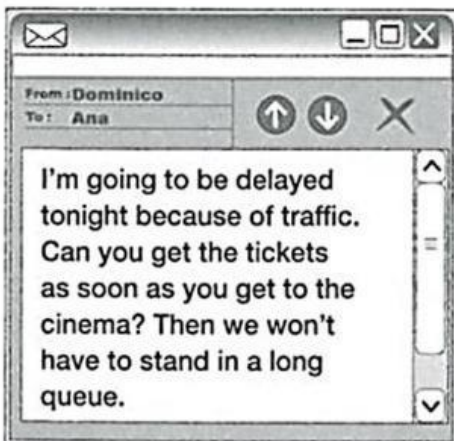 From: Dominico
To: Ana
I'm going to be delayed
tonight because of traffic.
Can you get the tickets
as soon as you get to the
cinema? Then we won't
have to stand in a long
queue.